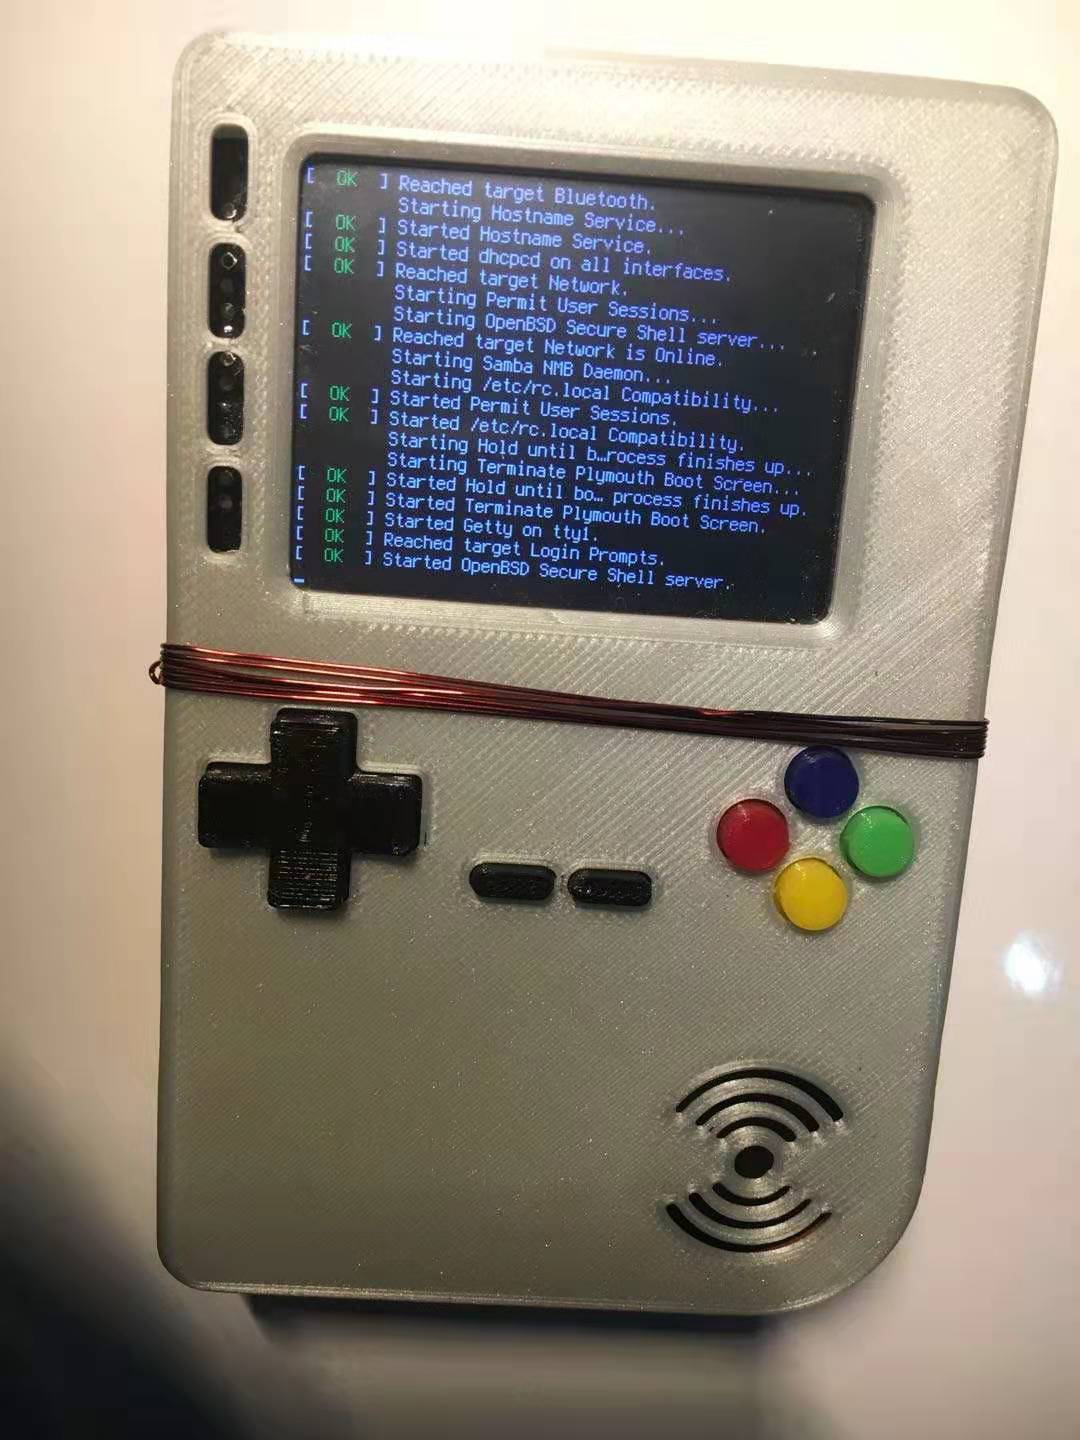 [ OK ] Reached target Bluetooth.
Starting Hostname Service...
[ OK ] Started Hostname Service.
[ OK ] Started dhcpcd on all interfaces.
[ OK ] Reached target Network.
Starting Permit User Sessions...
Starting OpenBSD Secure Shell server...
[ OK ] Reached target Network is Online.
Starting Samba NMB Daemon...
Starting /etc/rc.local Compatibility...
[ OK ] Started Permit User Sessions.
[ OK ] Started /etc/rc.local Compatibility.
Starting Hold until b…rocess finishes up...
Starting Terminate Plymouth Boot Screen...
[ OK ] Started Hold until bo… process finishes up.
[ OK ] Started Terminate Plymouth Boot Screen.
[ OK ] Started Getty on tty1.
[ OK ] Reached target Login Prompts.
[ OK ] Started OpenBSD Secure Shell server.